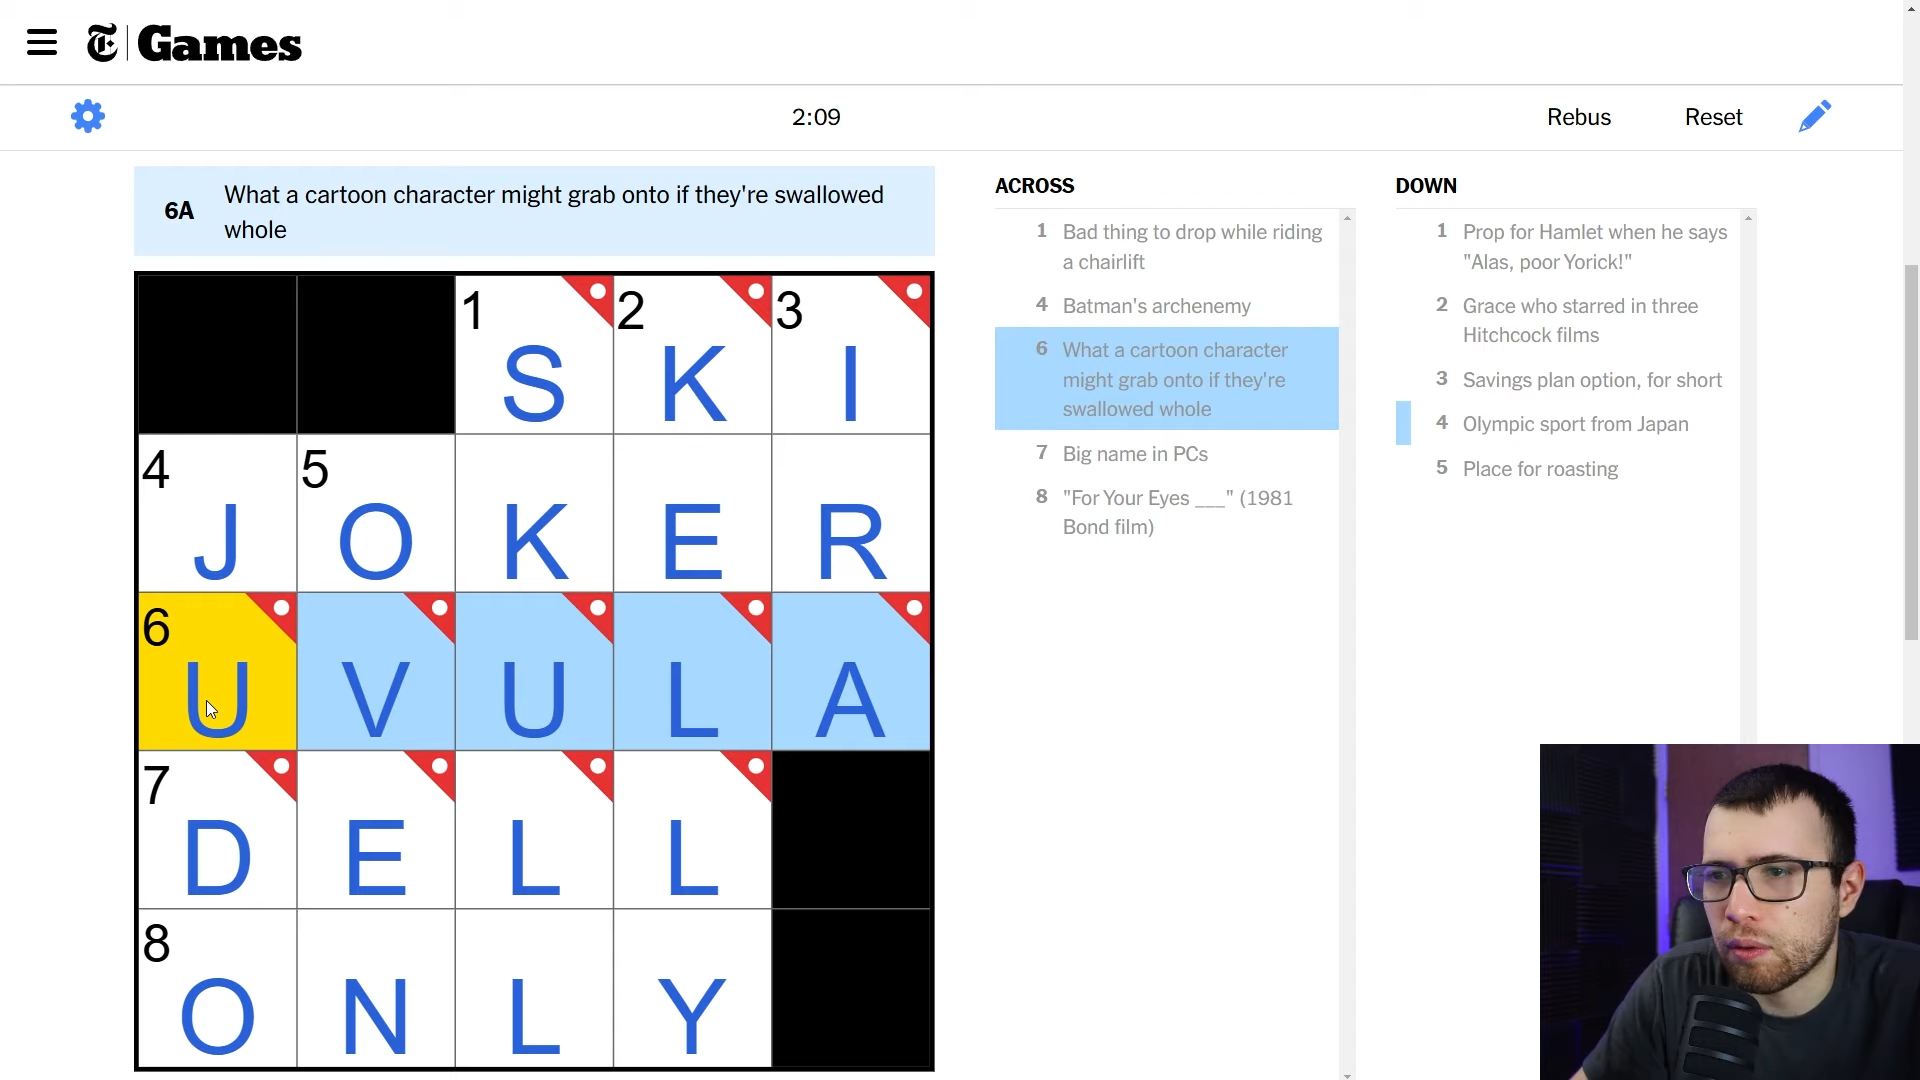 T Games
2:09
Rebus
Reset
6A
What a cartoon character might grab onto if they're swallowed
whole
1 S
2 K
3 I
4 J
5 O
K
E
R
6 U
V
U
L
A
7 D
E
L
L
8 O
N
L
Y
ACROSS
1 Bad thing to drop while riding
a chairlift
4 Batman's archenemy
6 What a cartoon character
might grab onto if they're
swallowed whole
7 Big name in PCs
8 "For Your Eyes ___" (1981
Bond film)
DOWN
1 Prop for Hamlet when he says
"Alas, poor Yorick!"
2 Grace who starred in three
Hitchcock films
3 Savings plan option, for short
4 Olympic sport from Japan
5 Place for roasting